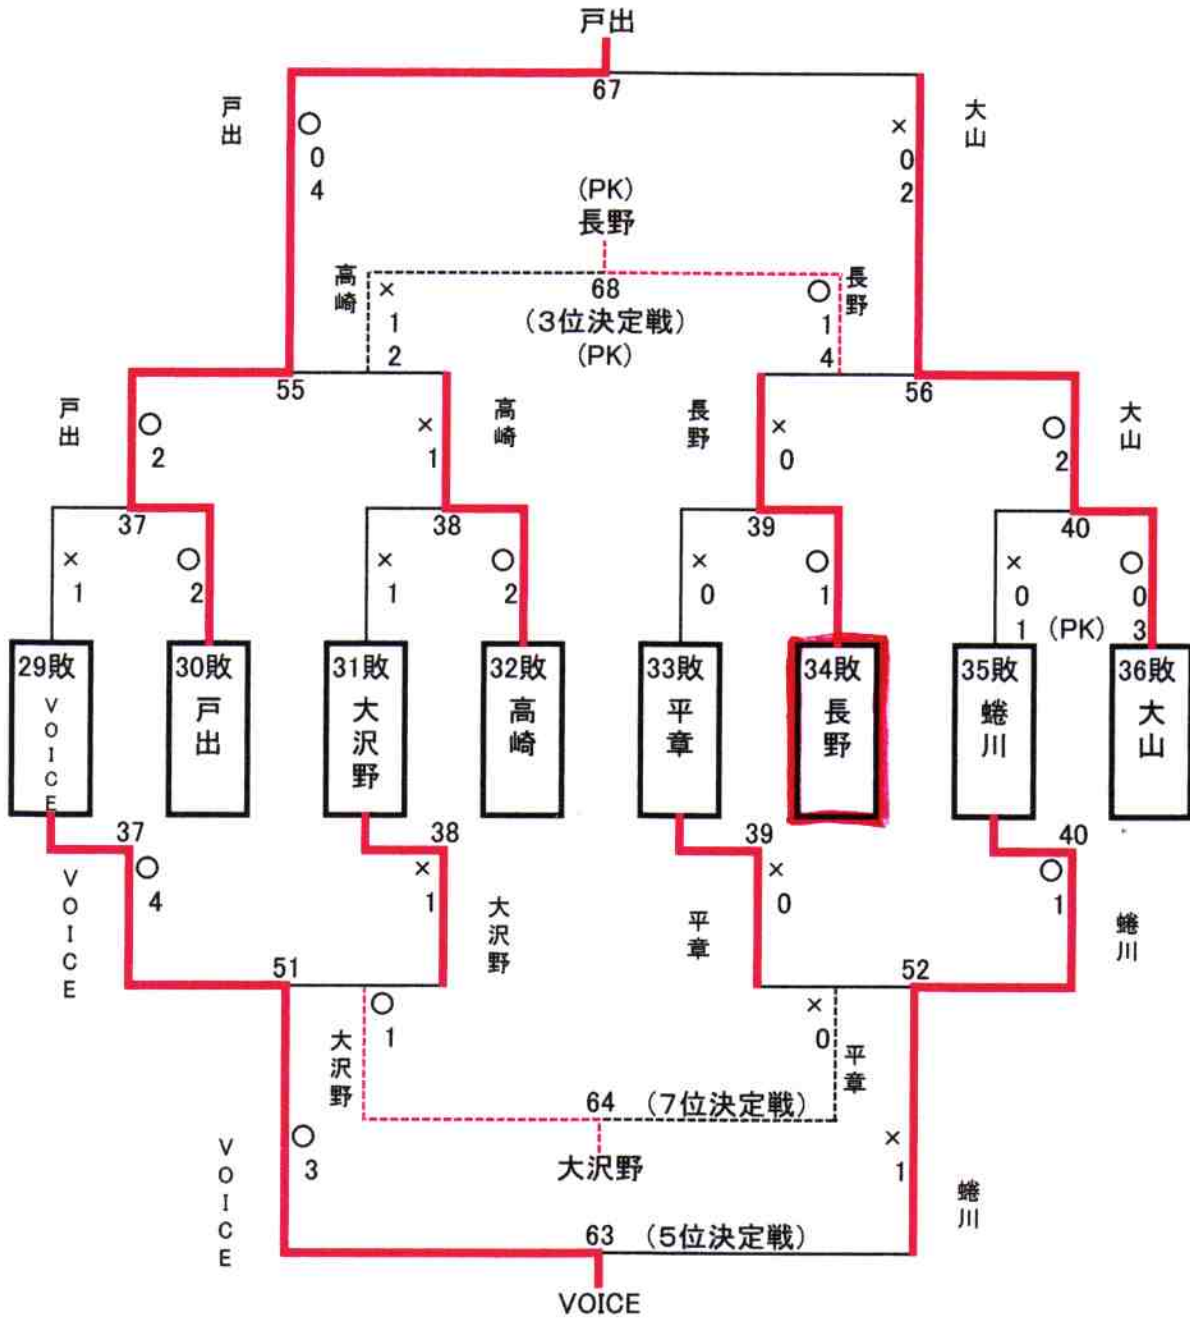 戸出
67
戸出
大山
○ ×
0 0
4 2
(PK)
長野
高崎
長野
× 68 ○
1 (3位決定戦) 1
2 (PK) 4
55 56
戸出
高崎
長野
大山
○ × × ○
2 1 0 2
37 38 39 40
× ○ × ○ × ○ × ○
1 2 1 2 0 1 0 0
1 (PK) 3
29敗 30敗 31敗 32敗 33敗 34敗 35敗 36敗
VOICE
戸出
大沢野
高崎
平章
長野
蜷川
大山
37 38 39 40
○ × × ○
4 1 0 1
VOICE
大沢野
平章
蜷川
51 52
○ ×
1 0
大沢野
平章
64 (7位決定戦)
大沢野
○ ×
3 1
VOICE
蜷川
63 (5位決定戦)
VOICE